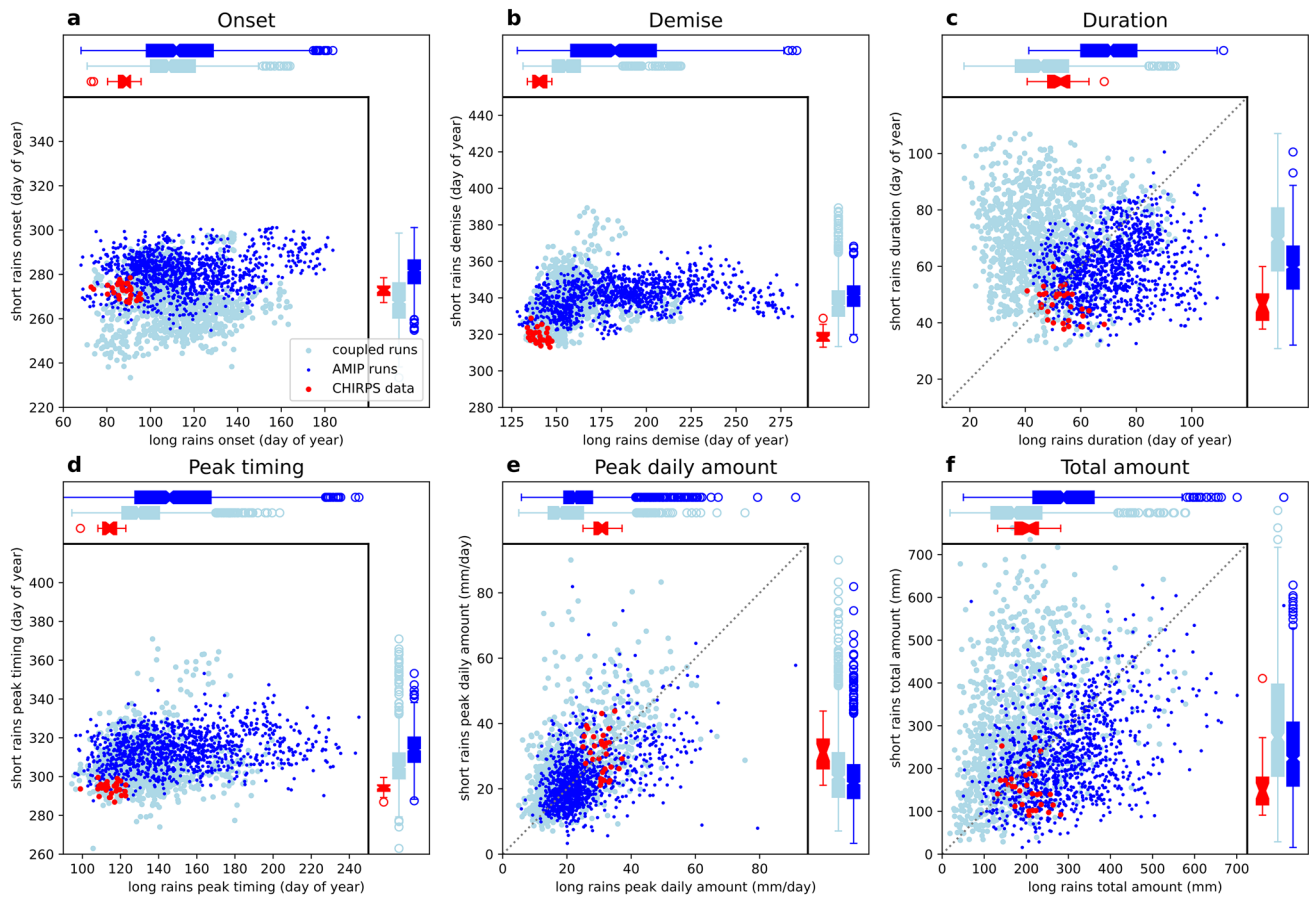 a Onset
b Demise
c Duration
short rains onset (day of year)
340
320
300
280
260
240
220
60 80 100 120 140 160 180
long rains onset (day of year)
coupled runs
AMIP runs
CHIRPS data
short rains demise (day of year)
440
420
400
380
360
340
320
300
280
125 150 175 200 225 250 275
long rains demise (day of year)
short rains duration (day of year)
100
80
60
40
20
20 40 60 80 100
long rains duration (day of year)
d Peak timing
e Peak daily amount
f Total amount
short rains peak timing (day of year)
400
380
360
340
320
300
280
260
100 120 140 160 180 200 220 240
long rains peak timing (day of year)
short rains peak daily amount (mm/day)
80
60
40
20
0
0 20 40 60 80
long rains peak daily amount (mm/day)
short rains total amount (mm)
700
600
500
400
300
200
100
0
0 100 200 300 400 500 600 700
long rains total amount (mm)